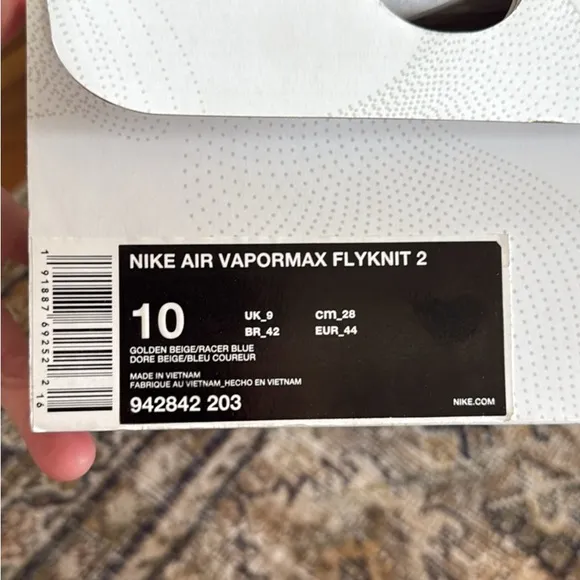 NIKE AIR VAPORMAX FLYKNIT 2
10
UK_9
cm_28
BR_42
EUR_44
GOLDEN BEIGE/RACER BLUE
DORE BEIGE/BLEU COUREUR
MADE IN VIETNAM
FABRIQUE AU VIETNAM_HECHO EN VIETNAM
942842 203
NIKE.COM
1 91887 69252 2 16